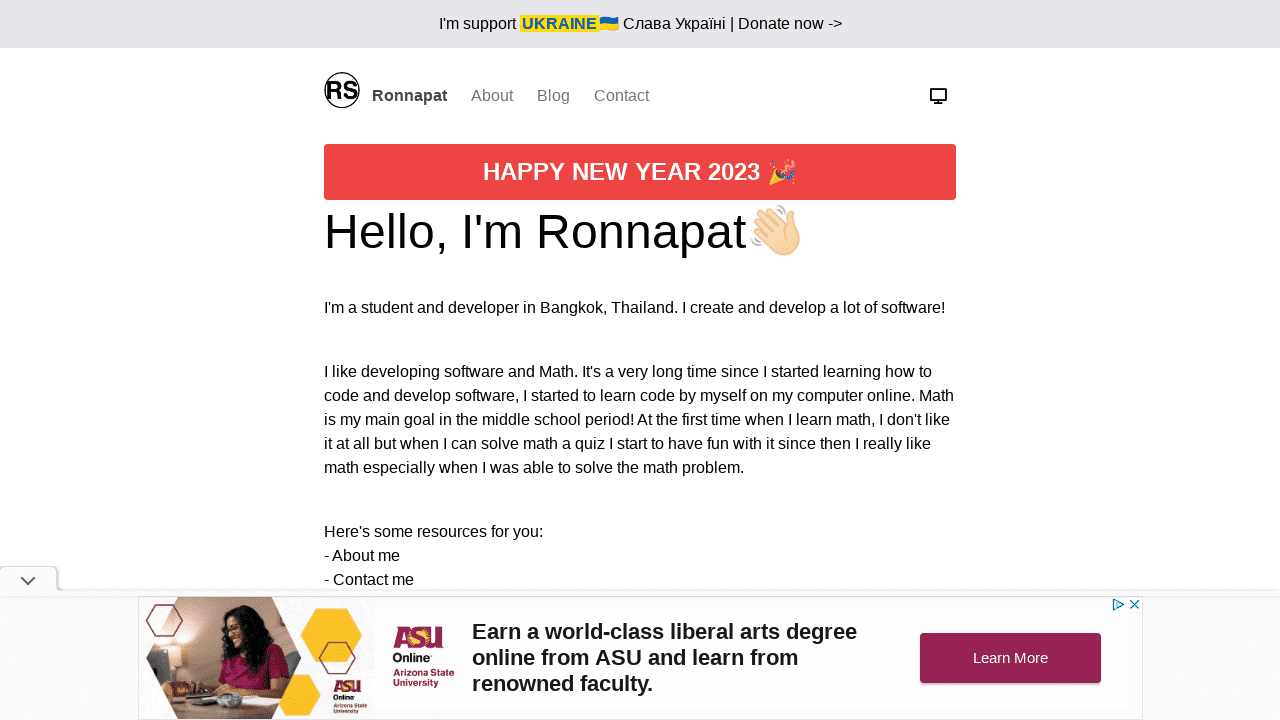 I'm support UKRAINE🇺🇦 Слава Україні | Donate now ->
RS Ronnapat About Blog Contact
HAPPY NEW YEAR 2023 🎉
Hello, I'm Ronnapat👋🏻
I'm a student and developer in Bangkok, Thailand. I create and develop a lot of software!
I like developing software and Math. It's a very long time since I started learning how to
code and develop software, I started to learn code by myself on my computer online. Math
is my main goal in the middle school period! At the first time when I learn math, I don't like
it at all but when I can solve math a quiz I start to have fun with it since then I really like
math especially when I was able to solve the math problem.
Here's some resources for you:
- About me
- Contact me
ASU
Online
Arizona State
University
ASU
Online
Arizona State
University
Earn a world-class liberal arts degree
online from ASU and learn from
renowned faculty.
Learn More